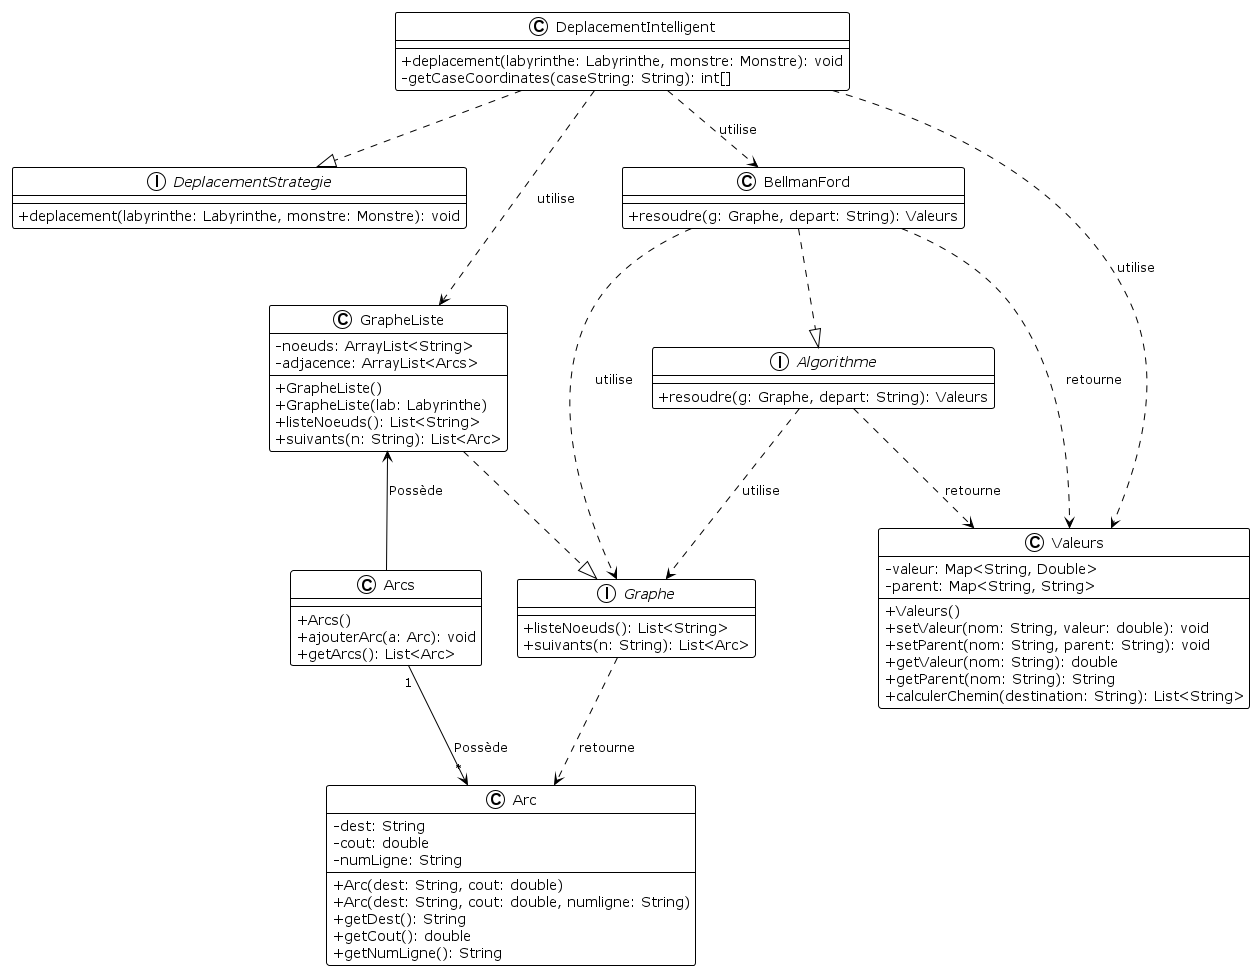 C DeplacementIntelligent
+deplacement(labyrinthe: Labyrinthe, monstre: Monstre): void
-getCaseCoordinates(caseString: String): int[]
utilise
I DeplacementStrategie
+deplacement(labyrinthe: Labyrinthe, monstre: Monstre): void
C BellmanFord
+resoudre(g: Graphe, depart: String): Valeurs
utilise
utilise
C GrapheListe
-noeuds: ArrayList<String>
-adjacence: ArrayList<Arcs>
+GrapheListe()
+GrapheListe(lab: Labyrinthe)
+listeNoeuds(): List<String>
+suivants(n: String): List<Arc>
utilise
I Algorithme
+resoudre(g: Graphe, depart: String): Valeurs
retourne
Possède
utilise
retourne
C Arcs
+Arcs()
+ajouterArc(a: Arc): void
+getArcs(): List<Arc>
I Graphe
+listeNoeuds(): List<String>
+suivants(n: String): List<Arc>
C Valeurs
-valeur: Map<String, Double>
-parent: Map<String, String>
+Valeurs()
+setValeur(nom: String, valeur: double): void
+setParent(nom: String, parent: String): void
+getValeur(nom: String): double
+getParent(nom: String): String
+calculerChemin(destination: String): List<String>
1
Possède
*
retourne
C Arc
-dest: String
-cout: double
-numLigne: String
+Arc(dest: String, cout: double)
+Arc(dest: String, cout: double, numligne: String)
+getDest(): String
+getCout(): double
+getNumLigne(): String